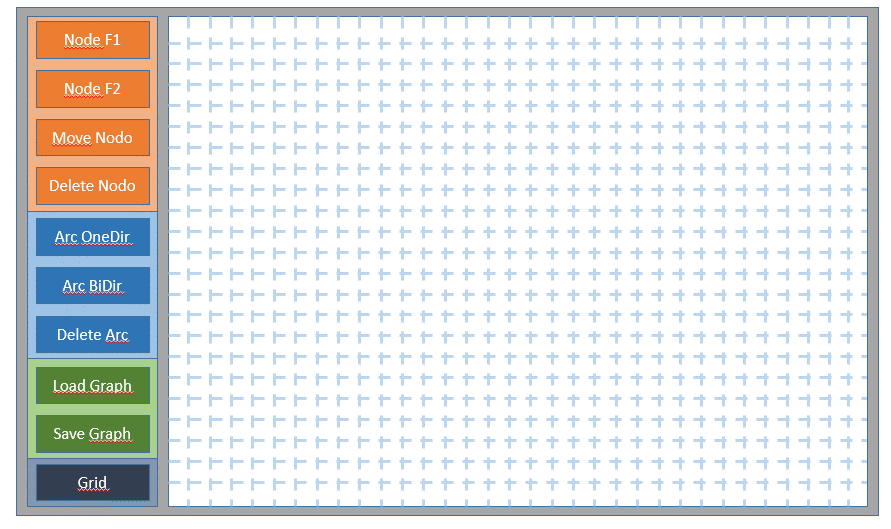 Node F1
Node F2
Move Nodo
Delete Nodo
Arc OneDir
Arc BiDir
Delete Arc
Load Graph
Save Graph
Grid